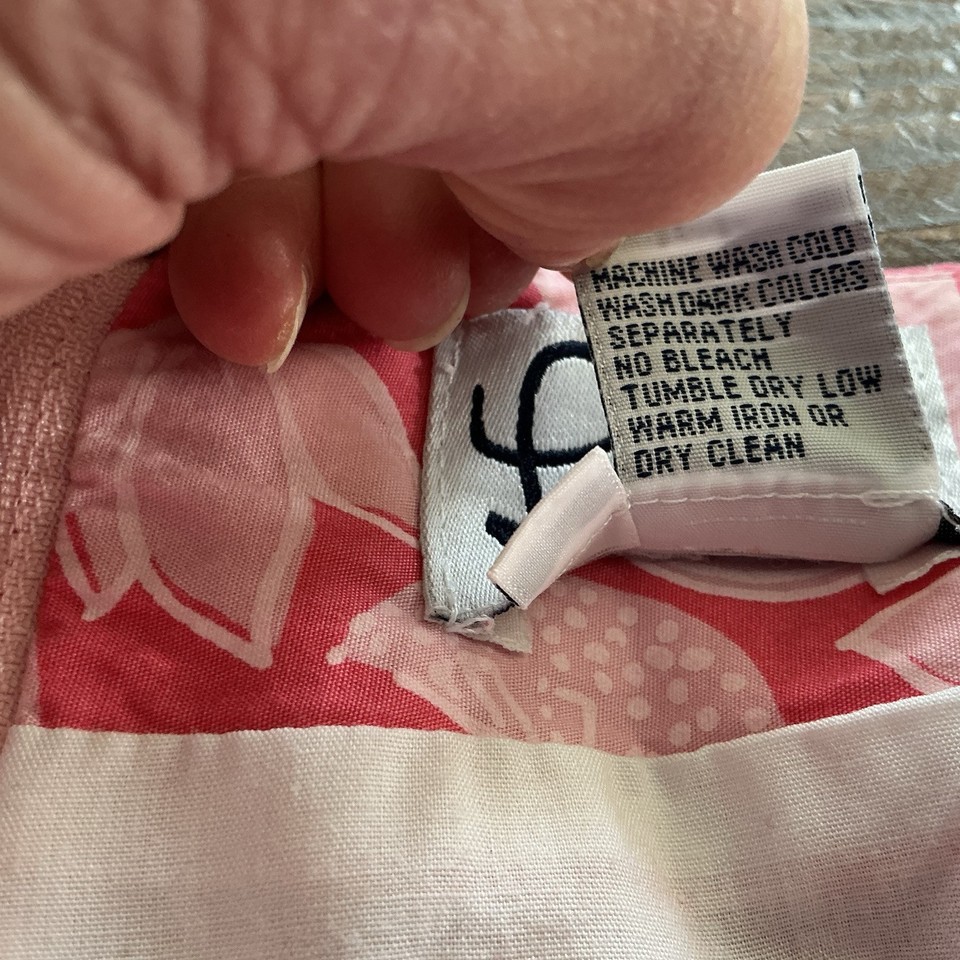 MACHINE WASH COLD
WASH DARK COLORS
SEPARATELY
NO BLEACH
TUMBLE DRY LOW
WARM IRON OR
DRY CLEAN